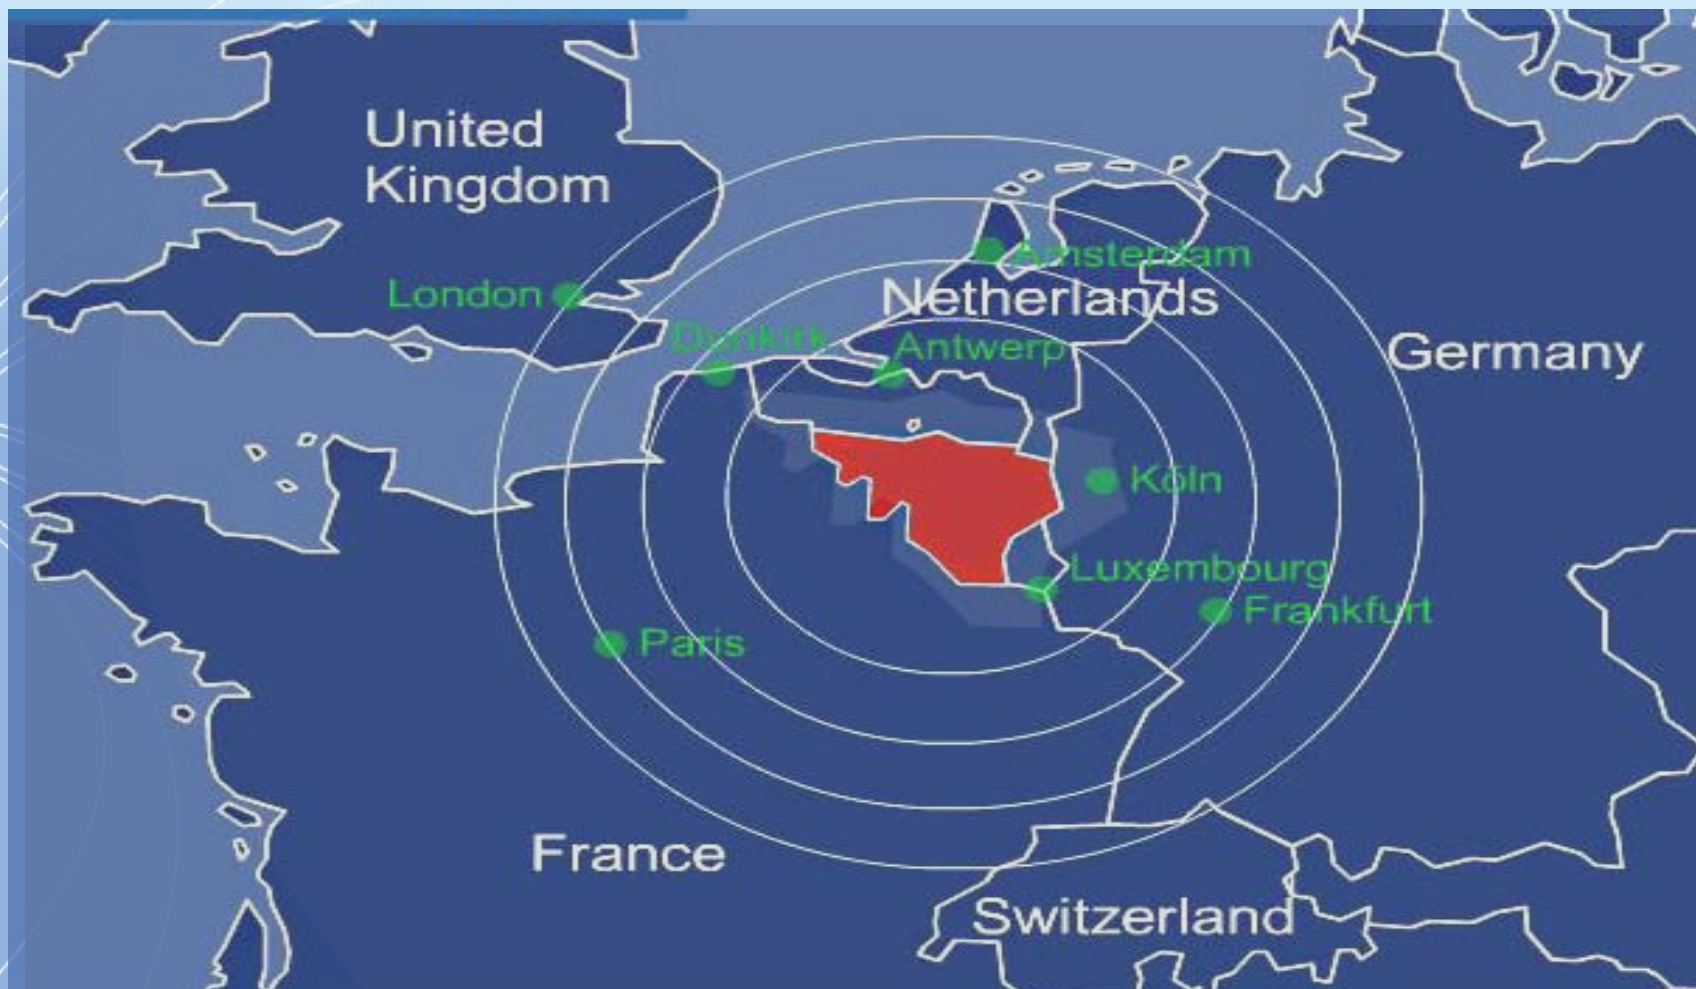 United
Kingdom
Amsterdam
London
Netherlands
Dunkirk
Antwerp
Germany
Köln
Luxembourg
Frankfurt
Paris
France
Switzerland